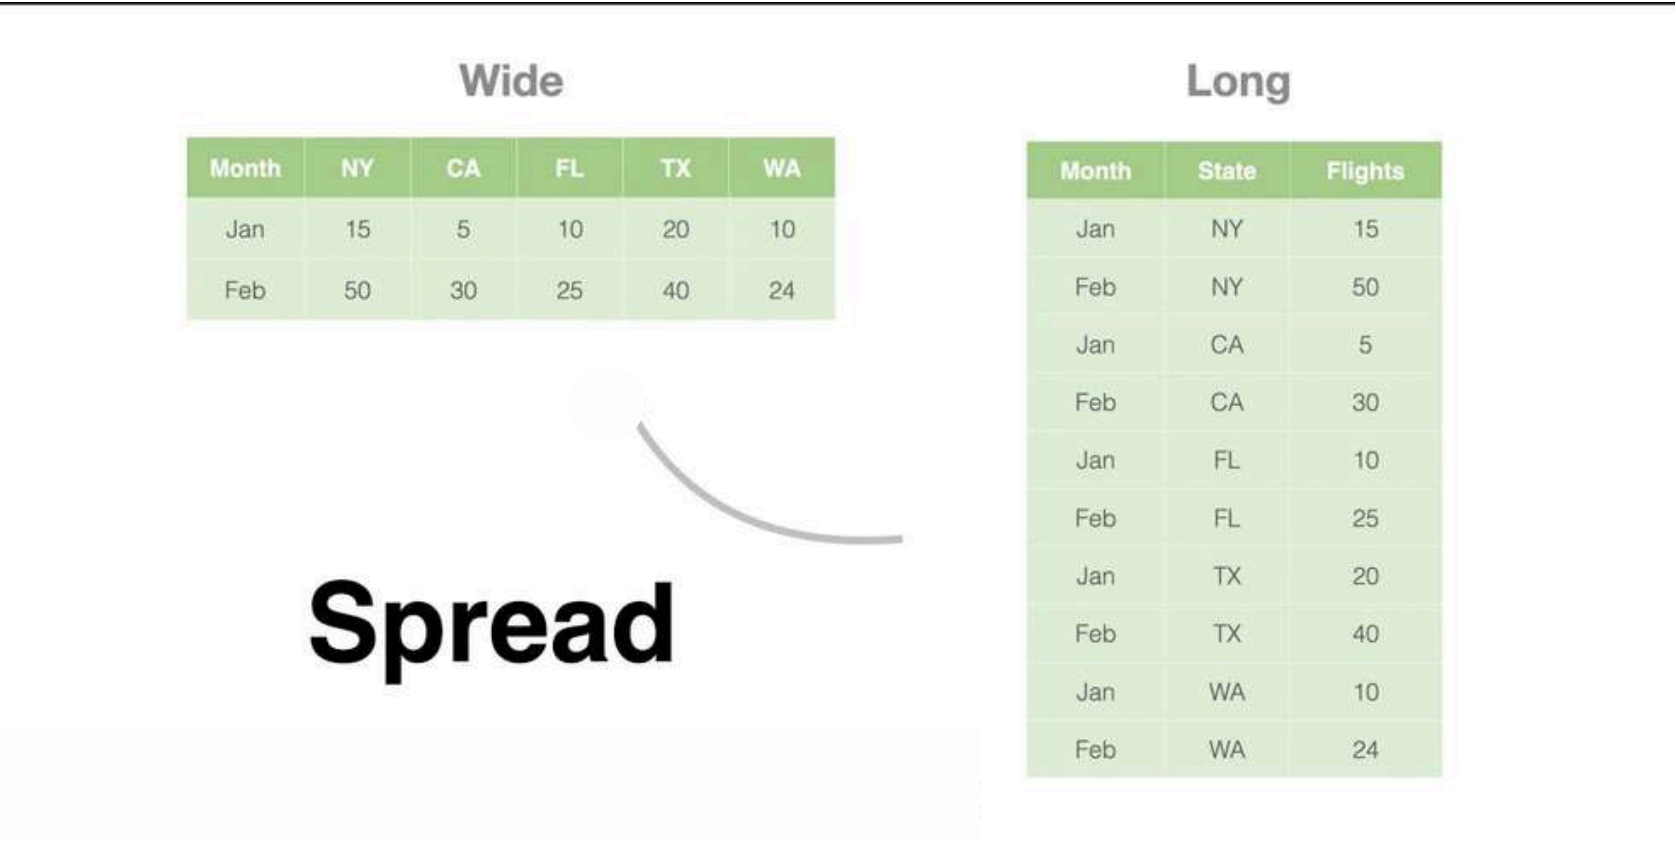 Wide
Month NY CA FL TX WA
Jan 15 5 10 20 10
Feb 50 30 25 40 24
Spread
Long
Month State Flights
Jan NY 15
Feb NY 50
Jan CA 5
Feb CA 30
Jan FL 10
Feb FL 25
Jan TX 20
Feb TX 40
Jan WA 10
Feb WA 24